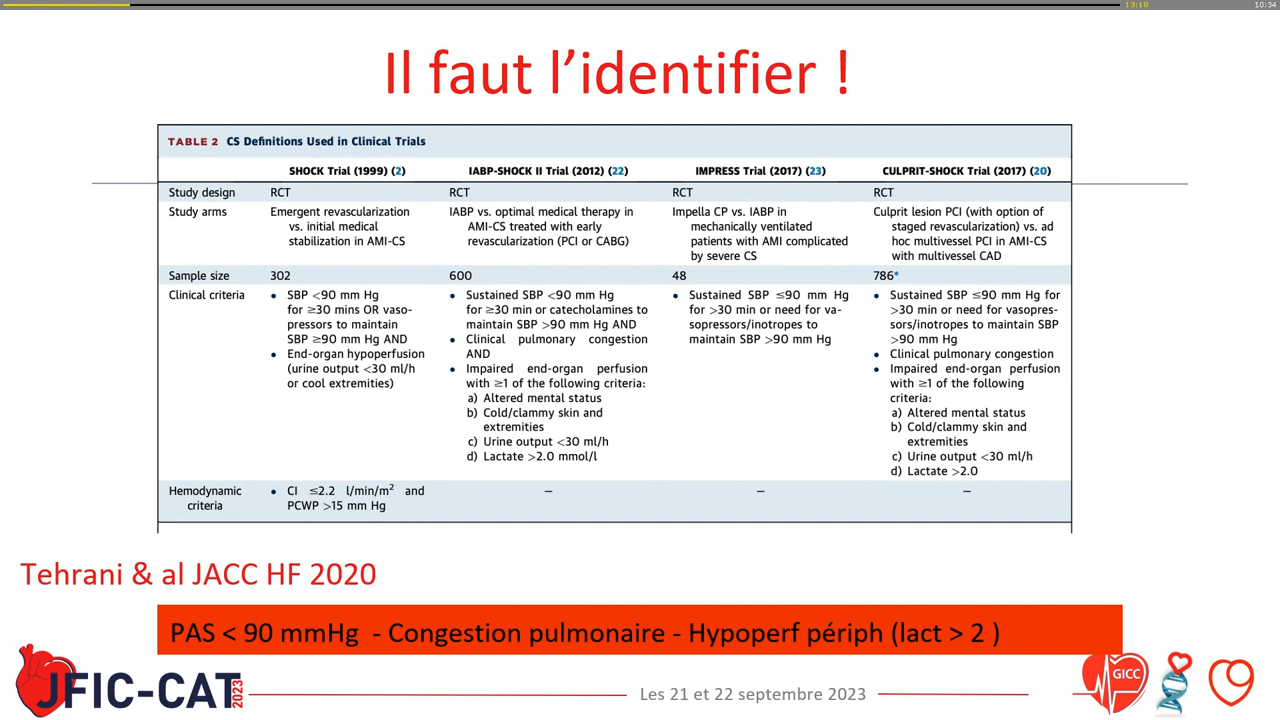 13:18
10:34
Il faut l'identifier !
TABLE 2 CS Definitions Used in Clinical Trials
SHOCK Trial (1999) (2) IABP-SHOCK II Trial (2012) (22) IMPRESS Trial (2017) (23) CULPRIT-SHOCK Trial (2017) (20)
Study design RCT RCT RCT RCT
Study arms
Emergent revascularization
vs. initial medical
stabilization in AMI-CS
IABP vs. optimal medical therapy in
AMI-CS treated with early
revascularization (PCI or CABG)
Impella CP vs. IABP in
mechanically ventilated
patients with AMI complicated
by severe CS
Culprit lesion PCI (with option of
staged revascularization) vs. ad
hoc multivessel PCI in AMI-CS
with multivessel CAD
Sample size 302 600 48 786*
Clinical criteria
• SBP <90 mm Hg
for ≥30 mins OR vaso-
pressors to maintain
SBP ≥90 mm Hg AND
• End-organ hypoperfusion
(urine output <30 ml/h
or cool extremities)
• Sustained SBP <90 mm Hg
for ≥30 min or catecholamines to
maintain SBP >90 mm Hg AND
• Clinical pulmonary congestion
AND
• Impaired end-organ perfusion
with ≥1 of the following criteria:
a) Altered mental status
b) Cold/clammy skin and
extremities
c) Urine output <30 ml/h
d) Lactate >2.0 mmol/l
• Sustained SBP ≤90 mm Hg
for >30 min or need for va-
sopressors/inotropes to
maintain SBP >90 mm Hg
• Sustained SBP ≤90 mm Hg for
>30 min or need for vasopres-
sors/inotropes to maintain SBP
>90 mm Hg
• Clinical pulmonary congestion
• Impaired end-organ perfusion
with ≥1 of the following
criteria:
a) Altered mental status
b) Cold/clammy skin and
extremities
c) Urine output <30 ml/h
d) Lactate >2.0
Hemodynamic
criteria
• CI ≤2.2 l/min/m² and
PCWP >15 mm Hg
– – –
Tehrani & al JACC HF 2020
PAS < 90 mmHg - Congestion pulmonaire - Hypoperf périph (lact > 2 )
JFIC-CAT 2023
Les 21 et 22 septembre 2023
GICC